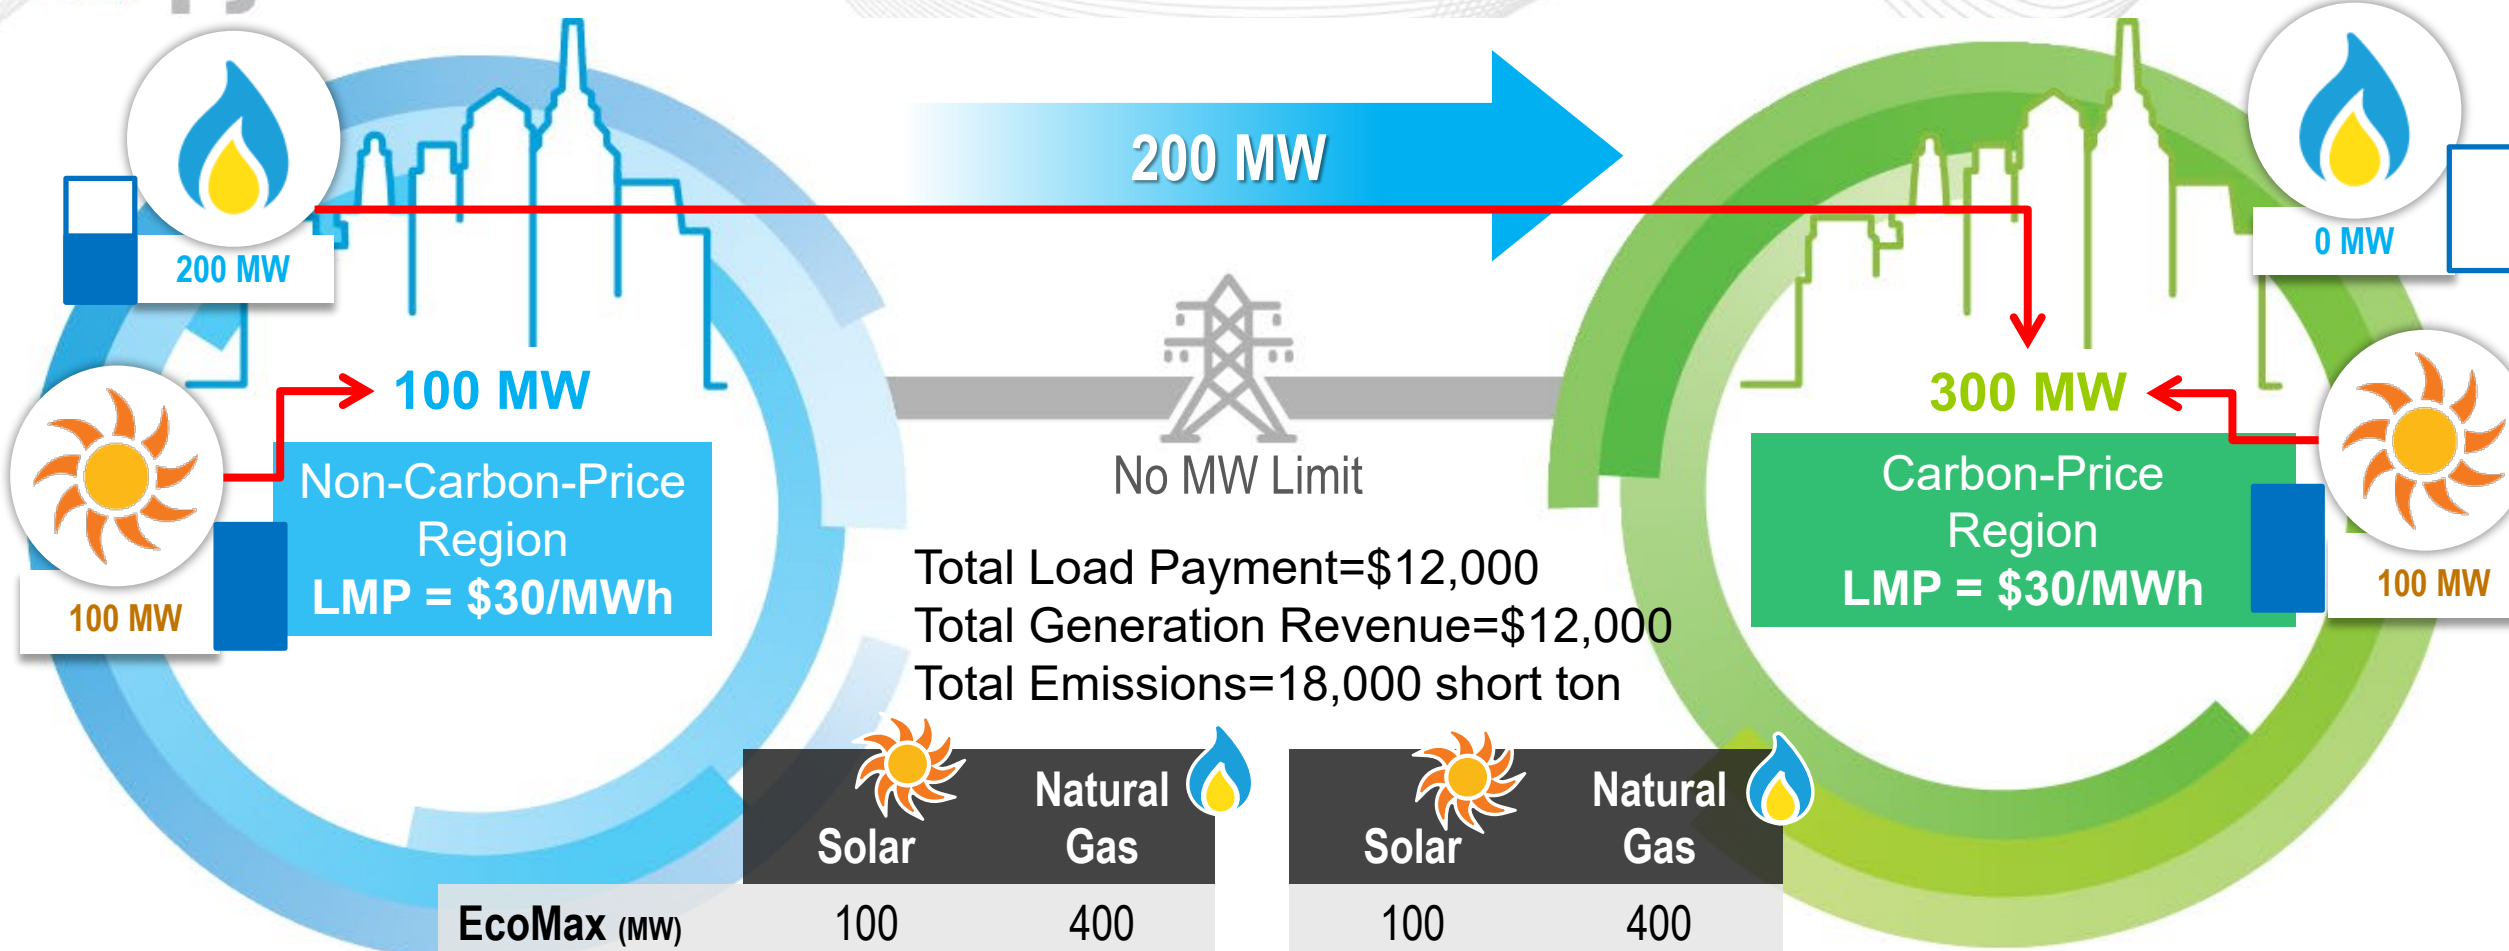 200 MW
200 MW
0 MW
100 MW
300 MW
No MW Limit
Non-Carbon-Price
Region
LMP = $30/MWh
Carbon-Price
Region
LMP = $30/MWh
100 MW
100 MW
Total Load Payment=$12,000
Total Generation Revenue=$12,000
Total Emissions=18,000 short ton
Solar Natural Gas Solar Natural Gas
EcoMax (MW) 100 400 100 400